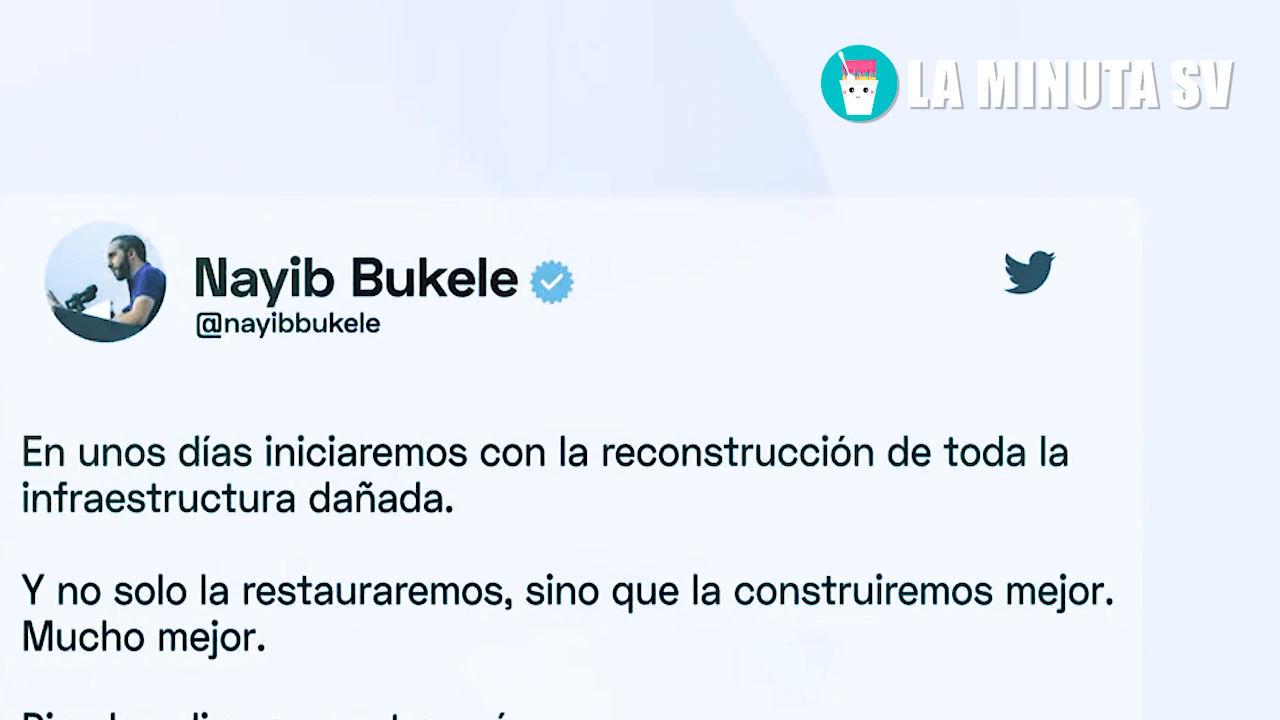 LA MINUTA SV
Nayib Bukele
@nayibbukele
En unos días iniciaremos con la reconstrucción de toda la
infraestructura dañada.
Y no solo la restauraremos, sino que la construiremos mejor.
Mucho mejor.